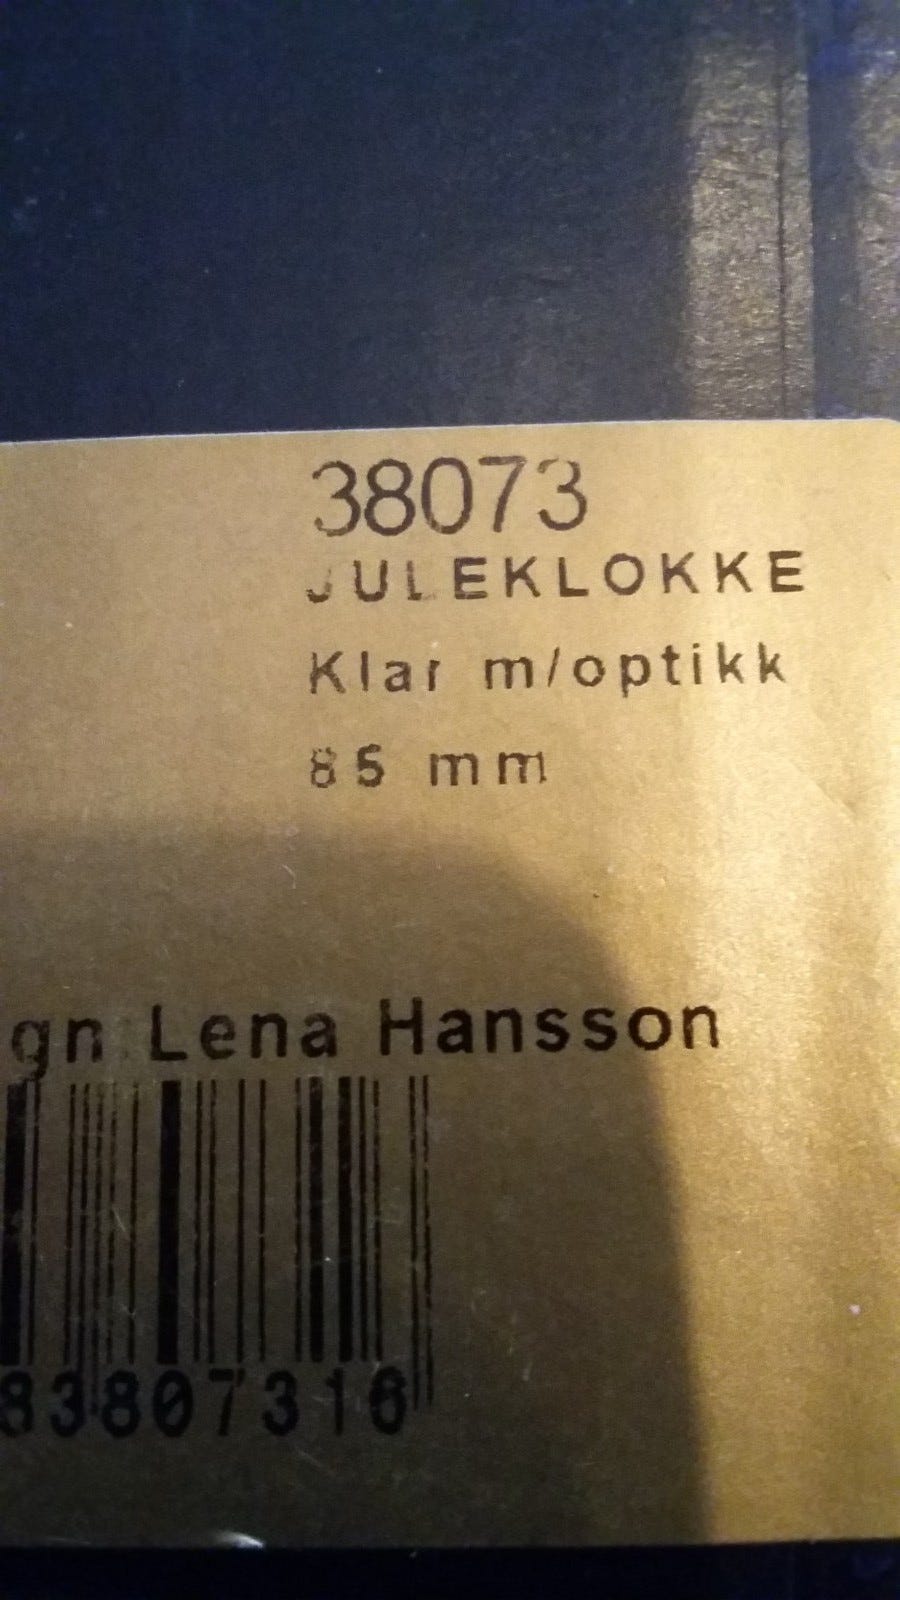 38073
JULEKLOKKE
Klar m/optikk
85 mm
gn Lena Hansson
83807316